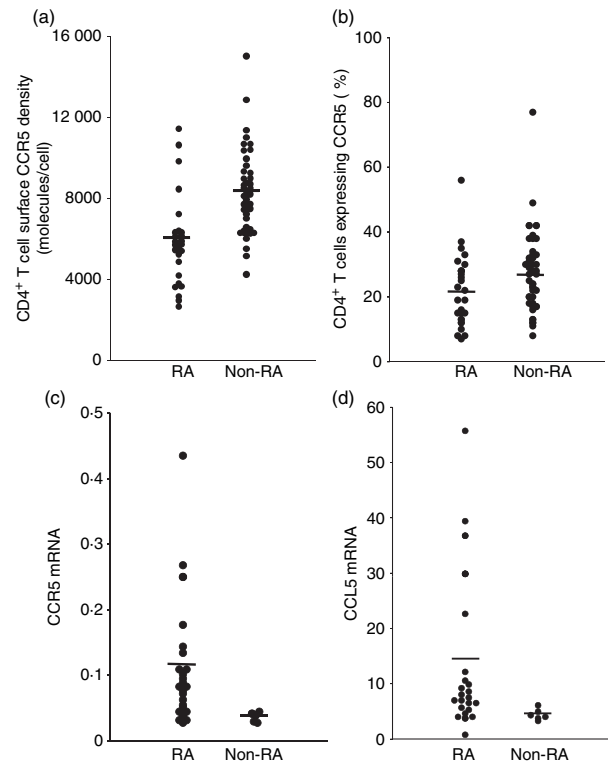 (a)
16 000
12 000
8000
4000
0
CD4⁺ T cell surface CCR5 density
(molecules/cell)
RA Non-RA
(b)
100
80
60
40
20
0
CD4⁺ T cells expressing CCR5 ( %)
RA Non-RA
(c)
0·5
0·4
0·3
0·2
0·1
0
CCR5 mRNA
RA Non-RA
(d)
60
50
40
30
20
10
0
CCL5 mRNA
RA Non-RA